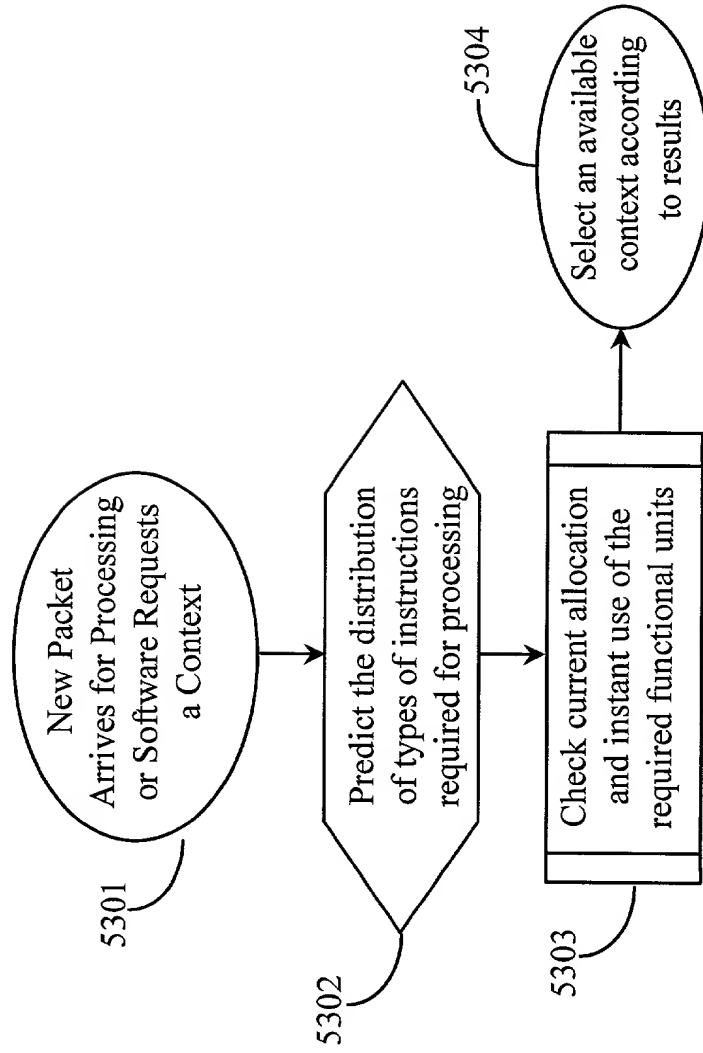 New Packet
Arrives for Processing
or Software Requests
a Context
5301
Predict the distribution
of types of instructions
required for processing
5302
Check current allocation
and instant use of the
required functional units
5303
Select an available
context according
to results
5304